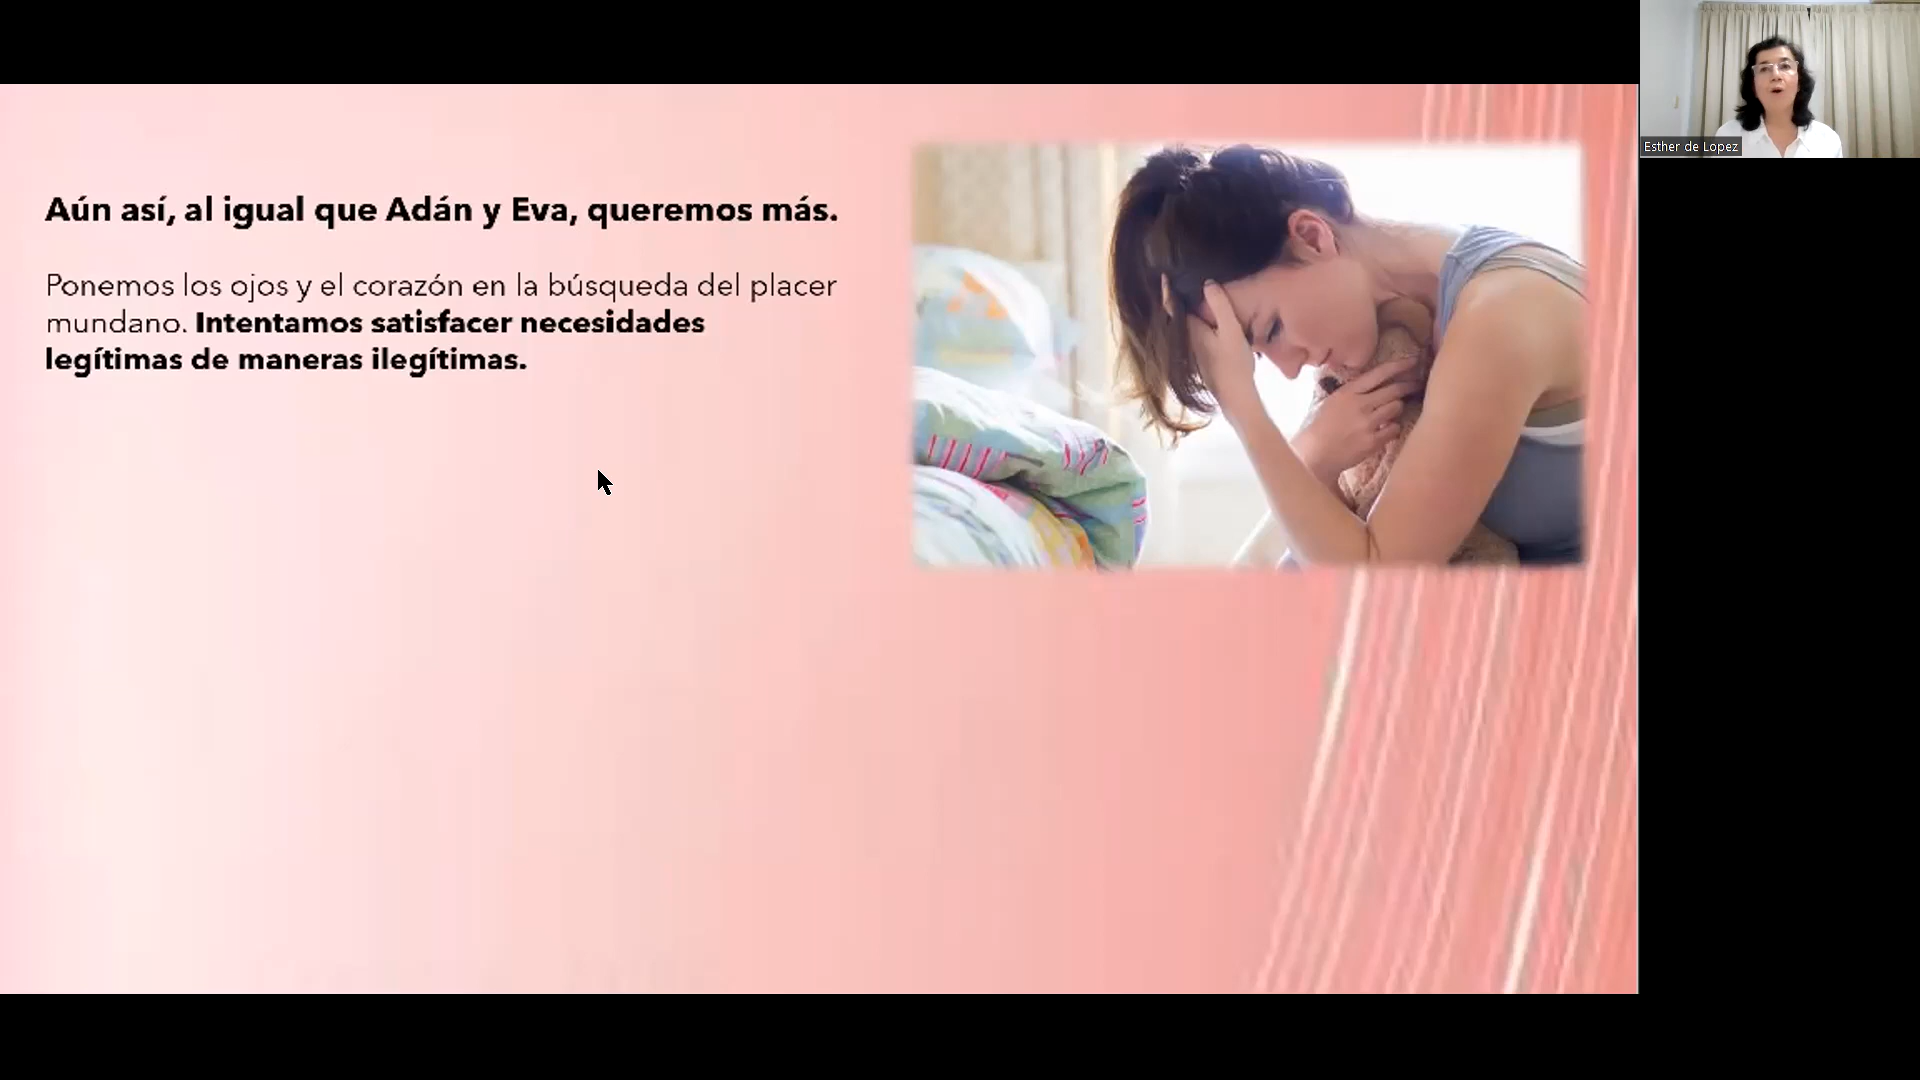 Aún así, al igual que Adán y Eva, queremos más.
Ponemos los ojos y el corazón en la búsqueda del placer
mundano. Intentamos satisfacer necesidades
legítimas de maneras ilegítimas.
Esther de Lopez